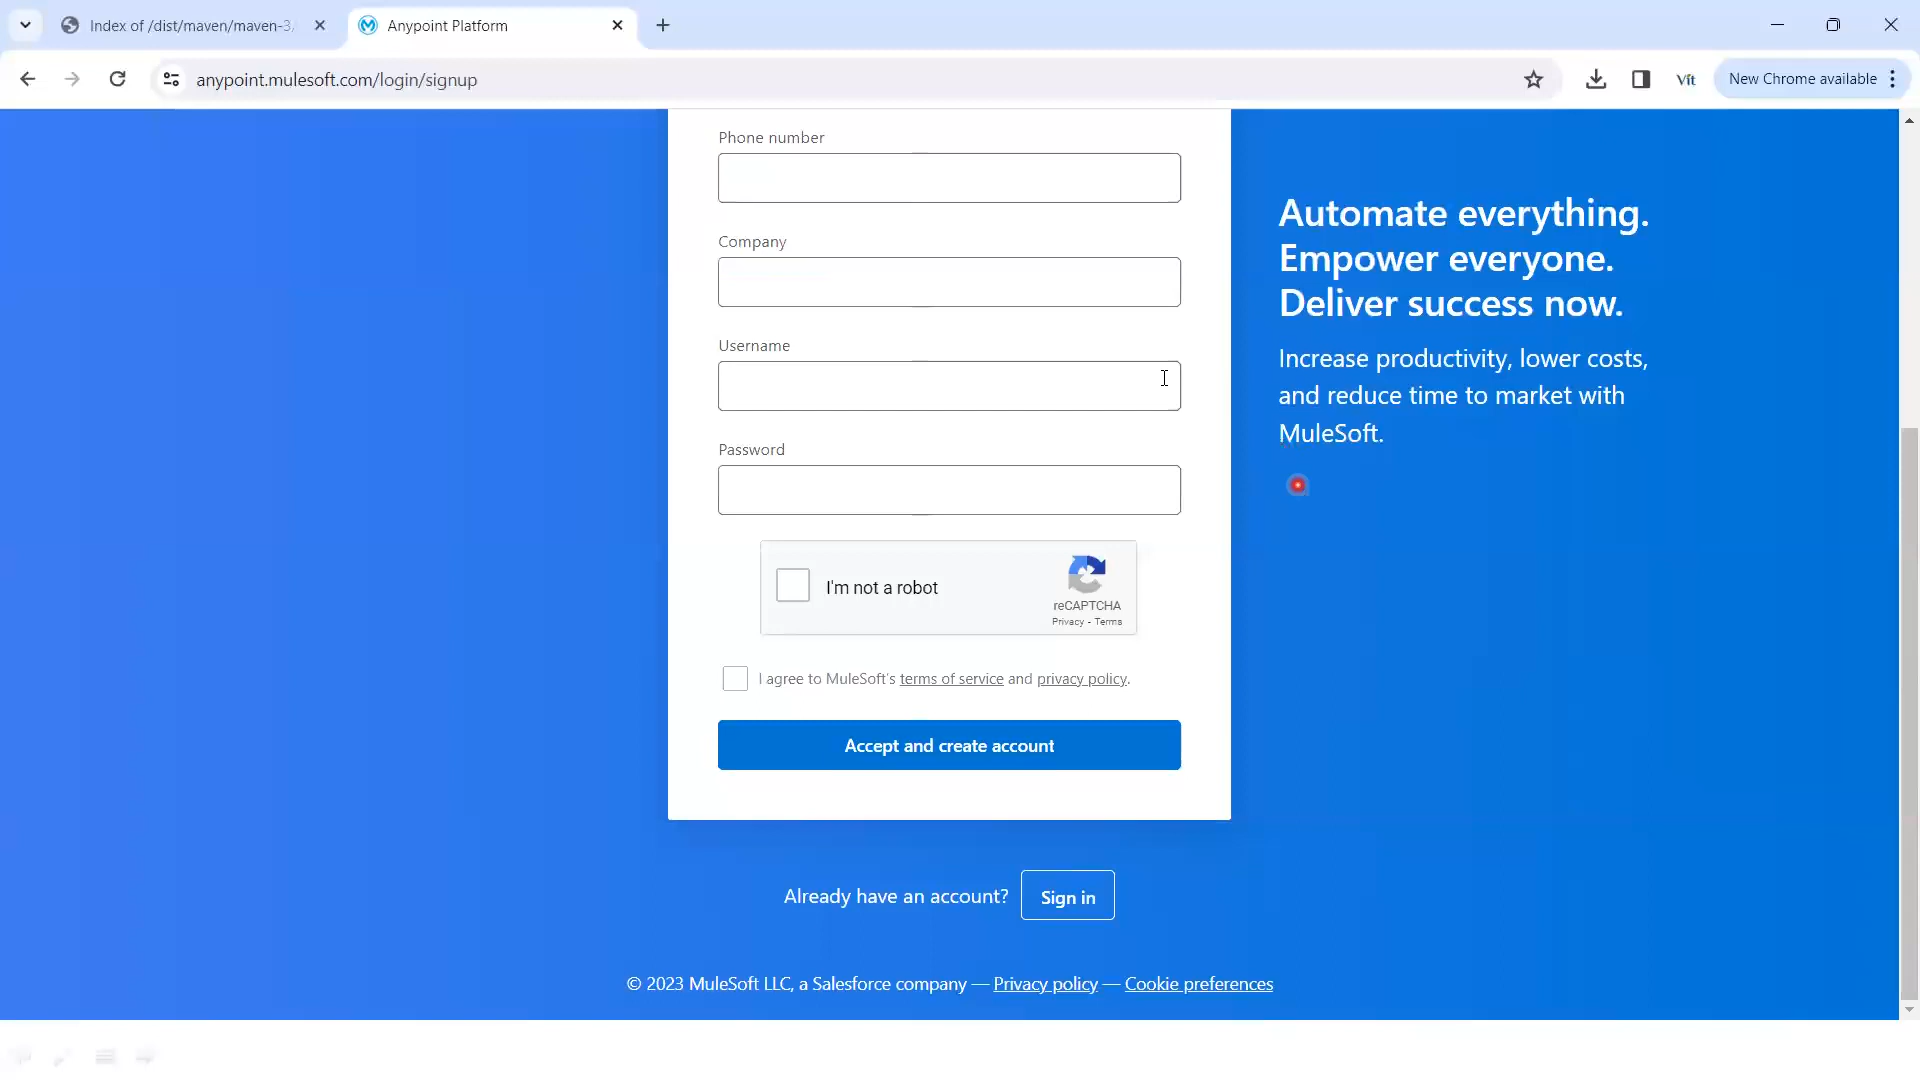 Index of /dist/maven/maven-3
Anypoint Platform
anypoint.mulesoft.com/login/signup
Vit
New Chrome available
Phone number
Company
Username
Password
I'm not a robot
reCAPTCHA
Privacy - Terms
I agree to MuleSoft's terms of service and privacy policy.
Accept and create account
Automate everything.
Empower everyone.
Deliver success now.
Increase productivity, lower costs,
and reduce time to market with
MuleSoft.
Already have an account? Sign in
© 2023 MuleSoft LLC, a Salesforce company — Privacy policy — Cookie preferences